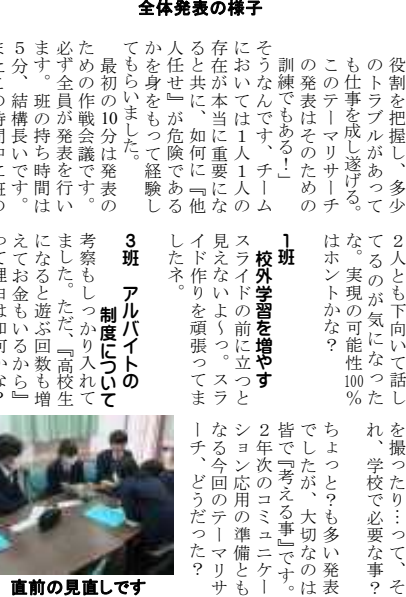 全体発表の様子
役割を把握し、多少
のトラブルがあって
も仕事を成し遂げる。
このテーマリサーチ
の発表はそのための
訓練でもある！」
そうなんです、チーム
においては１人１人の
存在が本当に重要にな
ると共に、如何に『他
人任せ』が危険である
かを身をもって経験し
てもらいました。
最初の10分は発表の
ための作戦会議です。
必ず全員が発表を行い
ます。班の持ち時間は
５分、結構長いです。
２人とも下向いて話し
てるのが気になった
な。実現の可能性100％
はホントかな？
１班
校外学習を増やす
スライドの前に立つと
見えないよ～っ。スラ
イド作りを頑張ってま
したネ。
３班　アルバイトの
制度について
考察もしっかり入れて
ました。ただ、『高校生
になると遊ぶ回数も増
えてお金もいるから』
って理由は如何かな？
を撮ったり…って、そ
れ、学校で必要な事？
ちょっと？も多い発表
でしたが、大切なのは
皆で『考える事』です。
２年次のコミュニケー
ション応用の準備とも
なる今回のテーマリサ
ーチ、どうだった？
直前の見直しです